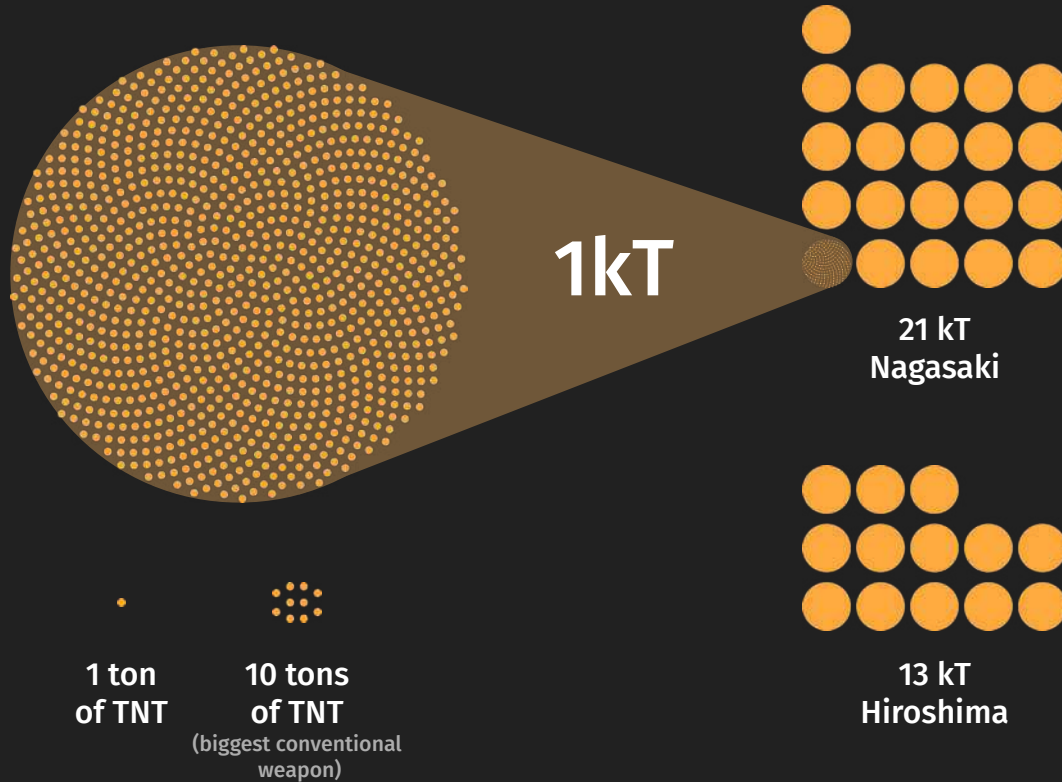 1kT
21 kT
Nagasaki
1 ton
of TNT
10 tons
of TNT
(biggest conventional
weapon)
13 kT
Hiroshima